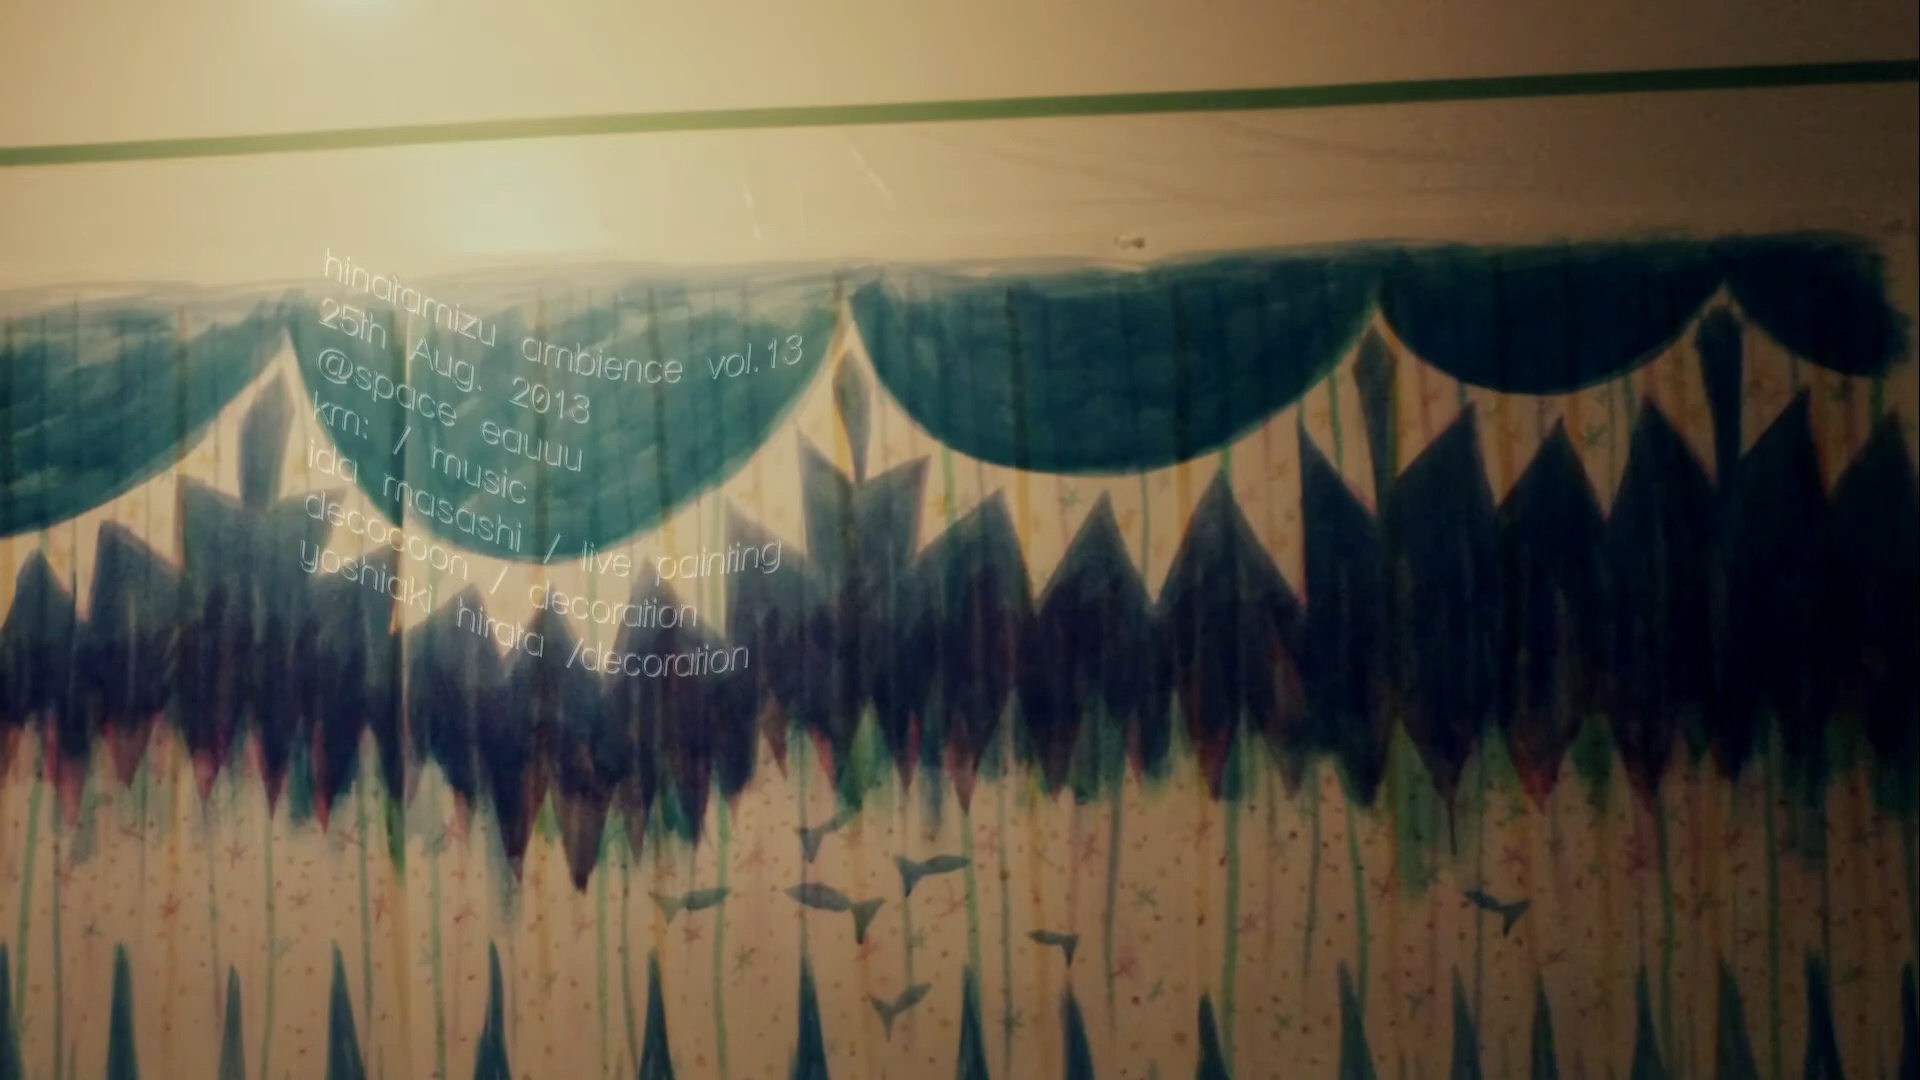 hinatamizu ambience vol.13
25th Aug. 2013
@space eauuu
km: / music
ida masashi / live painting
decocoon / decoration
yoshiaki hirata /decoration